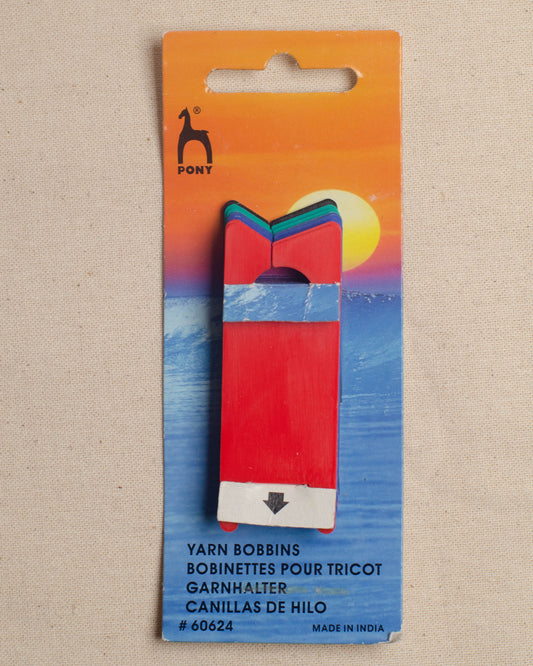 ®
PONY
YARN BOBBINS
BOBINETTES POUR TRICOT
GARNHALTER
CANILLAS DE HILO
# 60624 MADE IN INDIA